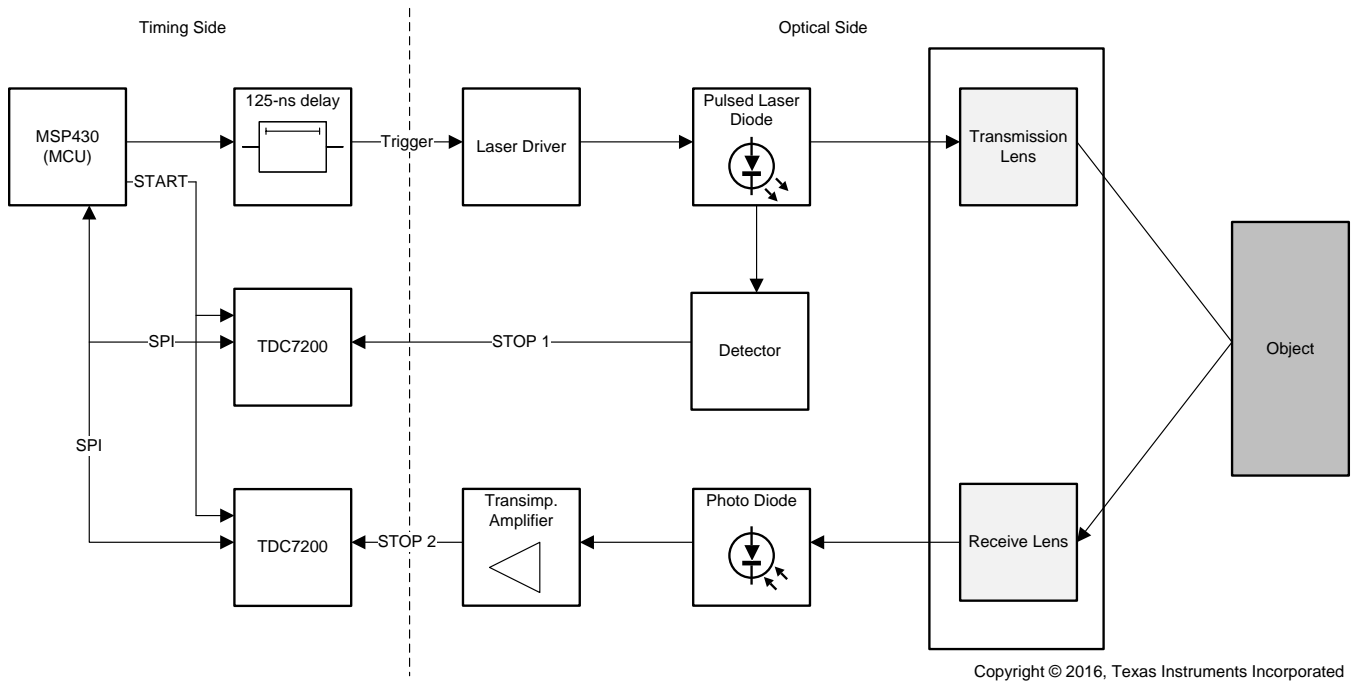 Timing Side
Optical Side
MSP430
(MCU)
125-ns delay
Trigger
Laser Driver
Pulsed Laser
Diode
Transmission
Lens
START
TDC7200
SPI
STOP 1
Detector
Object
SPI
TDC7200
STOP 2
Transimp.
Amplifier
Photo Diode
Receive Lens
Copyright © 2016, Texas Instruments Incorporated